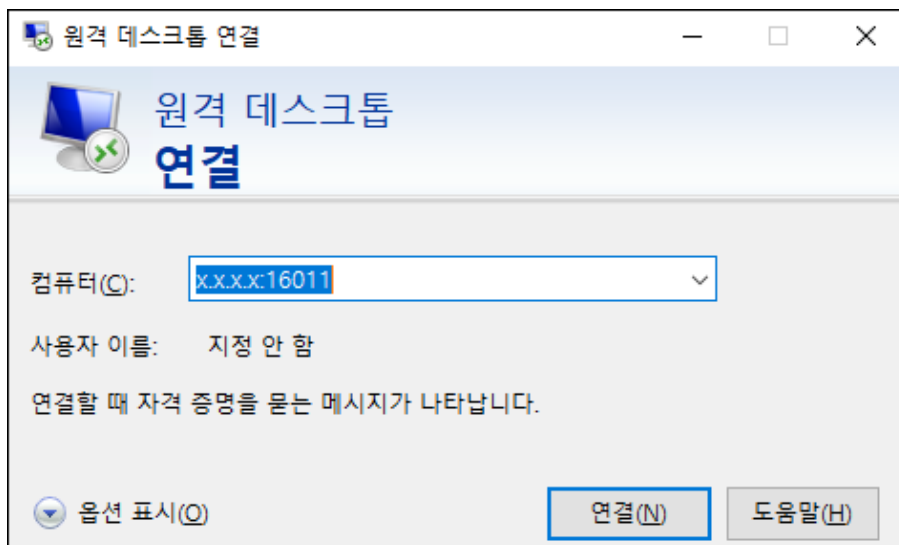 원격 데스크톱 연결
원격 데스크톱
연결
컴퓨터(C): x.x.x.x:16011
사용자 이름: 지정 안 함
연결할 때 자격 증명을 묻는 메시지가 나타납니다.
옵션 표시(O) 연결(N) 도움말(H)